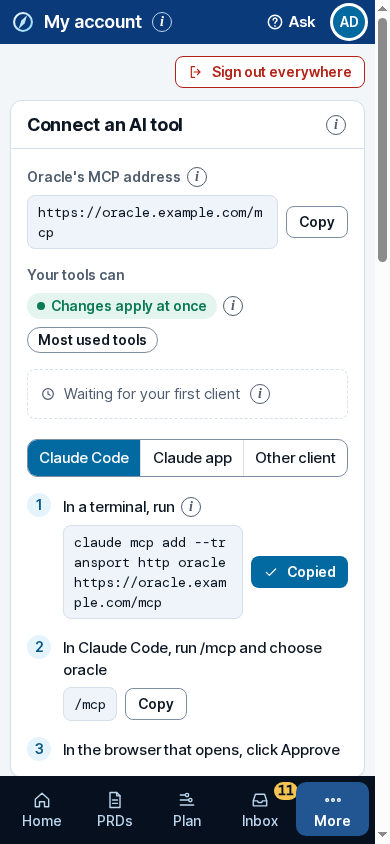 My account i Ask AD
Sign out everywhere
Connect an AI tool i
Oracle's MCP address i
https://oracle.example.com/m
cp
Copy
Your tools can
Changes apply at once i
Most used tools
Waiting for your first client i
Claude Code Claude app Other client
1 In a terminal, run i
claude mcp add --tr
ansport http oracle
https://oracle.exam
ple.com/mcp
Copied
2 In Claude Code, run /mcp and choose
oracle
/mcp Copy
3 In the browser that opens, click Approve
11
Home PRDs Plan Inbox More